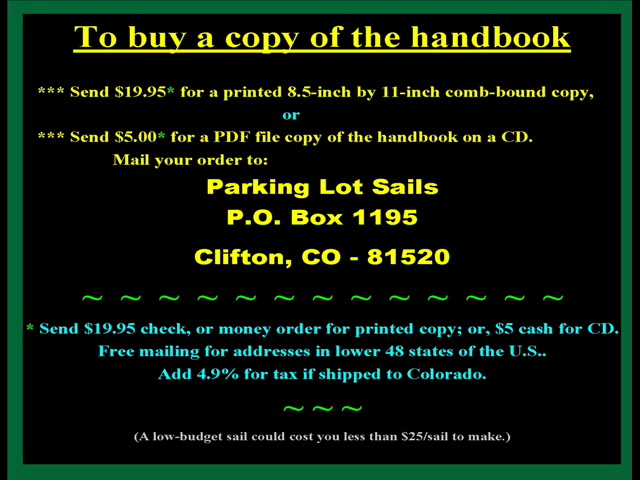 To buy a copy of the handbook
*** Send $19.95* for a printed 8.5-inch by 11-inch comb-bound copy,
or
*** Send $5.00* for a PDF file copy of the handbook on a CD.
Mail your order to:
Parking Lot Sails
P.O. Box 1195
Clifton, CO - 81520
~ ~ ~ ~ ~ ~ ~ ~ ~ ~ ~ ~ ~
* Send $19.95 check, or money order for printed copy; or, $5 cash for CD.
Free mailing for addresses in lower 48 states of the U.S..
Add 4.9% for tax if shipped to Colorado.
~ ~ ~
(A low-budget sail could cost you less than $25/sail to make.)